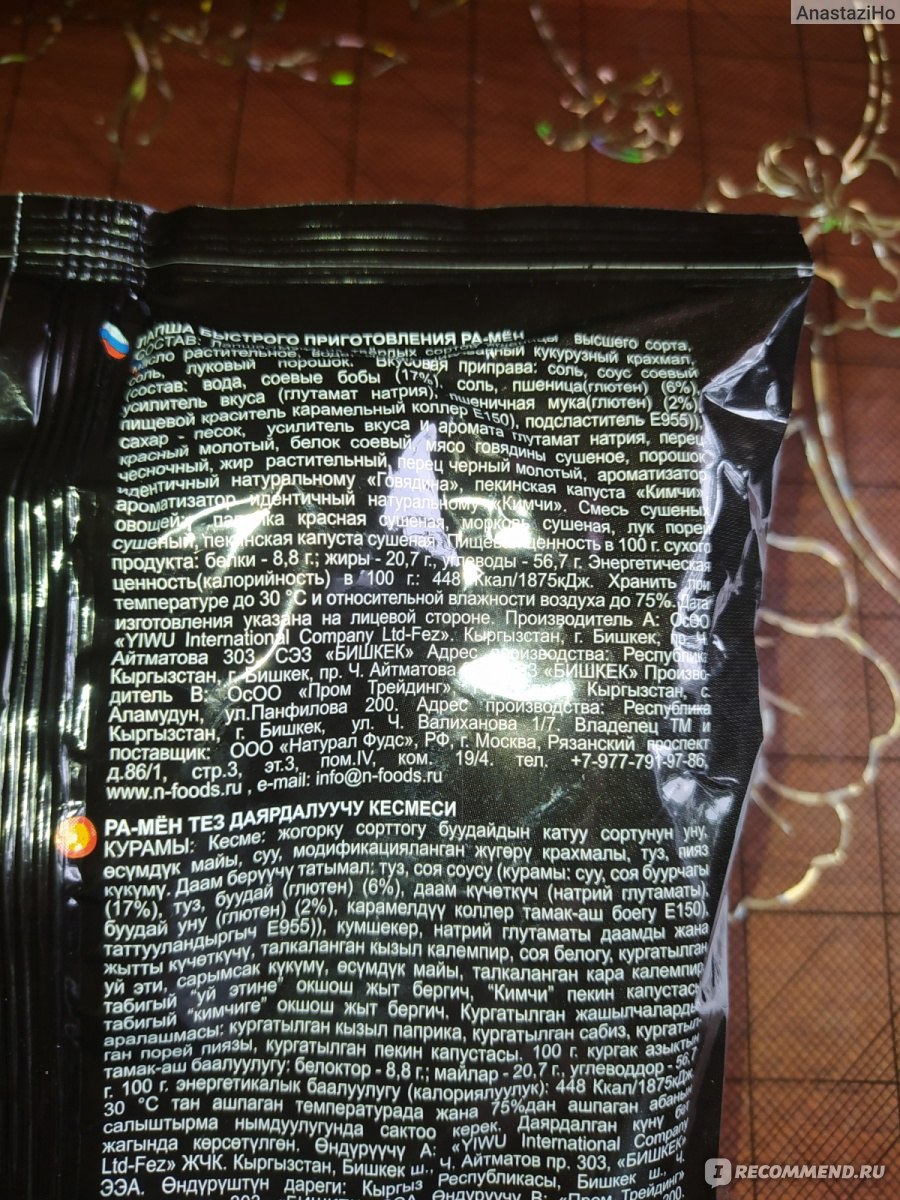 AnastaziHo
ЛАПША БЫСТРОГО ПРИГОТОВЛЕНИЯ РА-МЁН
СОСТАВ: высшего сорта,
масло растительное, кукурузный крахмал,
соль, луковый порошок. Вкусовая приправа: соль, соус соевый
(состав: вода, соевые бобы (17%), соль, пшеница(глютен) (6%),
усилитель вкуса (глутамат натрия), пшеничная мука(глютен) (2%),
пищевой краситель карамельный коллер Е150), подсластитель Е955)),
сахар - песок, усилитель вкуса и аромата глутамат натрия, перец
красный молотый, белок соевый, мясо говядины сушеное, порошок
чесночный, жир растительный, перец черный молотый, ароматизатор
идентичный натуральному «Говядина», пекинская капуста «Кимчи»
ароматизатор идентичный натуральному «Кимчи». Смесь сушеных
овощей: красная сушеная, морковь сушеная, лук порей
сушеный, пекинская капуста сушеная. Пищевая ценность в 100 г. сухого
продукта: белки - 8,8 г.; жиры - 20,7 г., углеводы - 56,7 г. Энергетическая
ценность(калорийность) в 100 г.: 448 Ккал/1875кДж. Хранить при
температуре до 30 °С и относительной влажности воздуха до 75%. Дата
изготовления указана на лицевой стороне. Производитель А: ОсОО
«YIWU International Company Ltd-Fez». Кыргызстан, г. Бишкек, пр. Ч.
Айтматова 303, СЭЗ «БИШКЕК» Адрес производства: Республика
Кыргызстан, г. Бишкек, пр. Ч. Айтматова «БИШКЕК» Произво-
дитель В: ОсОО «Пром Трейдинг» Кыргызстан, с.
Аламудун, ул.Панфилова 200. Адрес производства: Республика
Кыргызстан, г. Бишкек, ул. Ч. Валиханова 1/7, Владелец ТМ и
поставщик: ООО «Натурал Фудс», РФ, г. Москва, Рязанский проспект
д.86/1, стр.3, эт.3, пом.IV, ком. 19/4. тел. +7-977-791-97-86,
www.n-foods.ru , e-mail: info@n-foods.ru
РА-МЁН ТЕЗ ДАЯРДАЛУУЧУ КЕСМЕСИ
КУРАМЫ: Кесме: жогорку сорттогу буудайдын катуу сортунун уну,
өсүмдүк майы, суу, модификацияланган жүгөрү крахмалы, туз, пияз
күкүмү. Даам берүүчү татымал: туз, соя соусу (курамы: суу, соя буурчагы
(17%), туз, буудай (глютен) (6%), даам күчөткүч (натрий глутаматы),
буудай уну (глютен) (2%), карамелдүү коллер тамак-аш боегу Е150),
таттууландыргыч Е955)), кумшекер, натрий глутаматы даамды жана
жытты күчөткүч, талкаланган кызыл калемпир, соя белогу, кургатылган
уй эти, сарымсак күкүмү, өсүмдүк майы, талкаланган кара калемпир
табигый "уй этине" окшош жыт бергич, "Кимчи" пекин капустасы
табигый "кимчиге" окшош жыт бергич. Кургатылган жашылчаларды
аралашмасы: кургатылган кызыл паприка, кургатылган сабиз, кургатыл-
ган порей пиязы, кургатылган пекин капустасы, 100 г. кургак азыктын
тамак-аш баалуулугу: белоктор - 8,8 г.; майлар - 20,7 г., углеводдор - 56,7
г. 100 г. энергетикалык баалуулугу (калориялуулук): 448 Ккал/1875кДж
30 °С тан ашпаган температурада жана 75%дан ашпаган абанын
салыштырма нымдуулугунда сактоо керек. Даярдалган күнү бет
жагында көрсөтүлгөн. Өндүрүүчү А: «YIWU International Company
Ltd-Fez» ЖЧК. Кыргызстан, Бишкек ш., Ч. Айтматов пр. 303, «БИШКЕК»
ЭЭА. Өндүрүштүн дареги: Кыргыз Республикасы, Бишкек ш., Ч.
303, «БИШКЕК» ЭЭА Өндүрүүчү В: «Пром Трейдинг»
200.
IRECOMMEND.RU